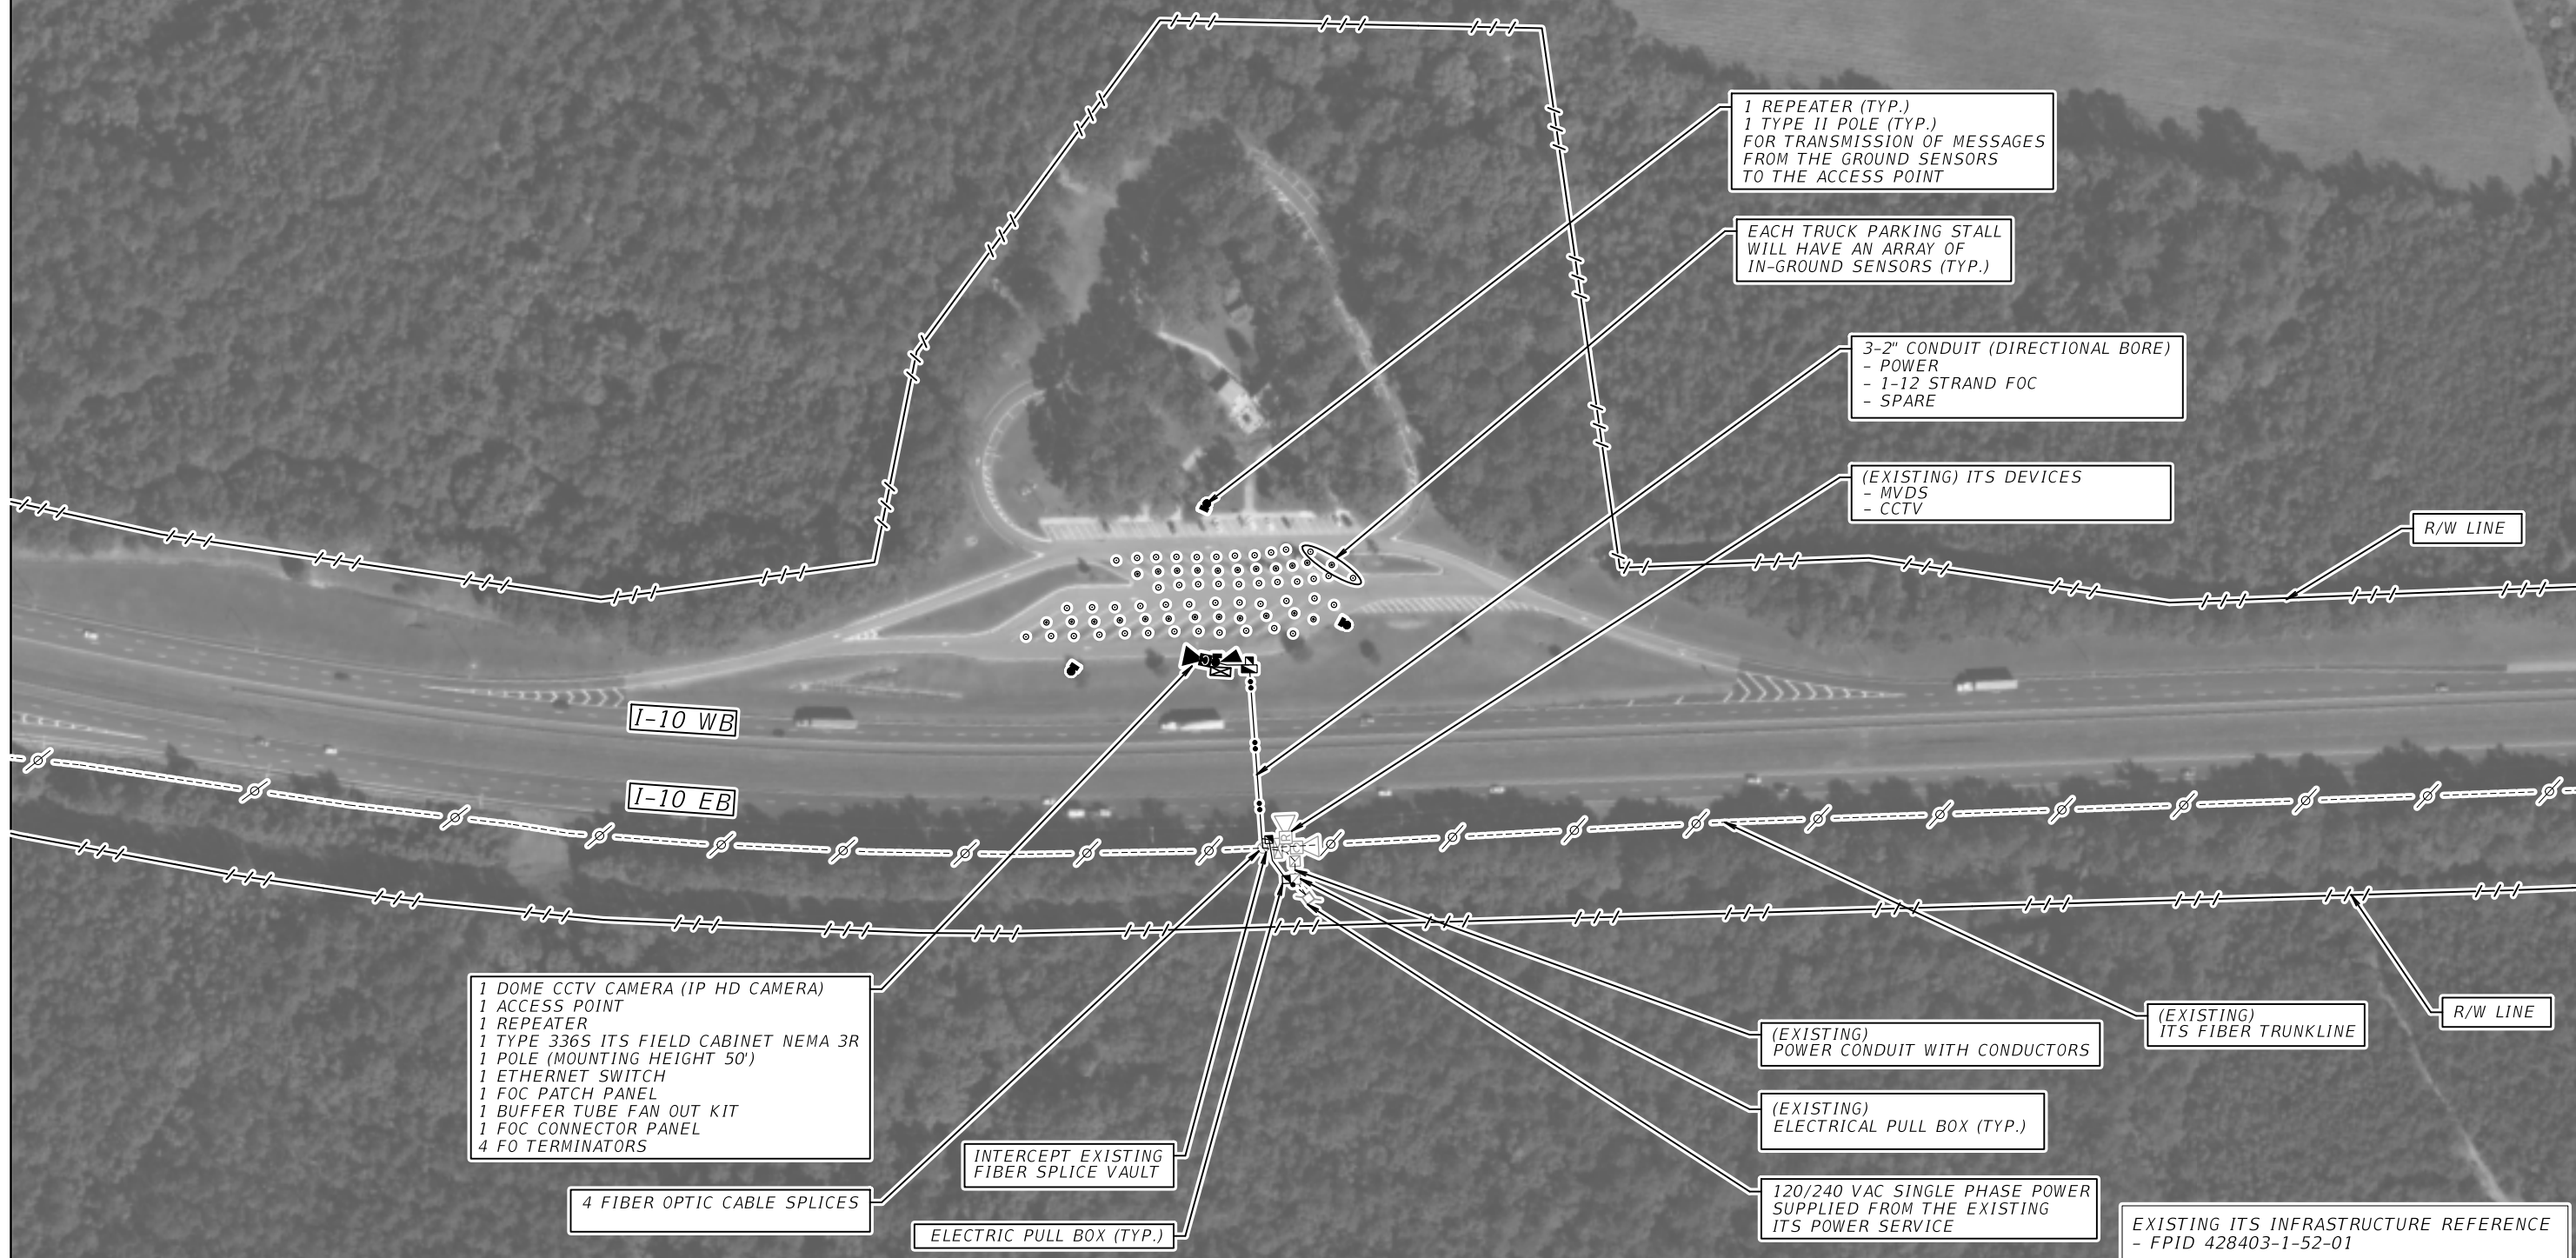 1 REPEATER (TYP.)
1 TYPE II POLE (TYP.)
FOR TRANSMISSION OF MESSAGES
FROM THE GROUND SENSORS
TO THE ACCESS POINT
EACH TRUCK PARKING STALL
WILL HAVE AN ARRAY OF
IN-GROUND SENSORS (TYP.)
3-2" CONDUIT (DIRECTIONAL BORE)
- POWER
- 1-12 STRAND FOC
- SPARE
(EXISTING) ITS DEVICES
- MVDS
- CCTV
R/W LINE
I-10 WB
I-10 EB
1 DOME CCTV CAMERA (IP HD CAMERA)
1 ACCESS POINT
1 REPEATER
1 TYPE 336S ITS FIELD CABINET NEMA 3R
1 POLE (MOUNTING HEIGHT 50')
1 ETHERNET SWITCH
1 FOC PATCH PANEL
1 BUFFER TUBE FAN OUT KIT
1 FOC CONNECTOR PANEL
4 FO TERMINATORS
4 FIBER OPTIC CABLE SPLICES
INTERCEPT EXISTING
FIBER SPLICE VAULT
ELECTRIC PULL BOX (TYP.)
(EXISTING)
POWER CONDUIT WITH CONDUCTORS
(EXISTING)
ELECTRICAL PULL BOX (TYP.)
120/240 VAC SINGLE PHASE POWER
SUPPLIED FROM THE EXISTING
ITS POWER SERVICE
(EXISTING)
ITS FIBER TRUNKLINE
R/W LINE
EXISTING ITS INFRASTRUCTURE REFERENCE
- FPID 428403-1-52-01